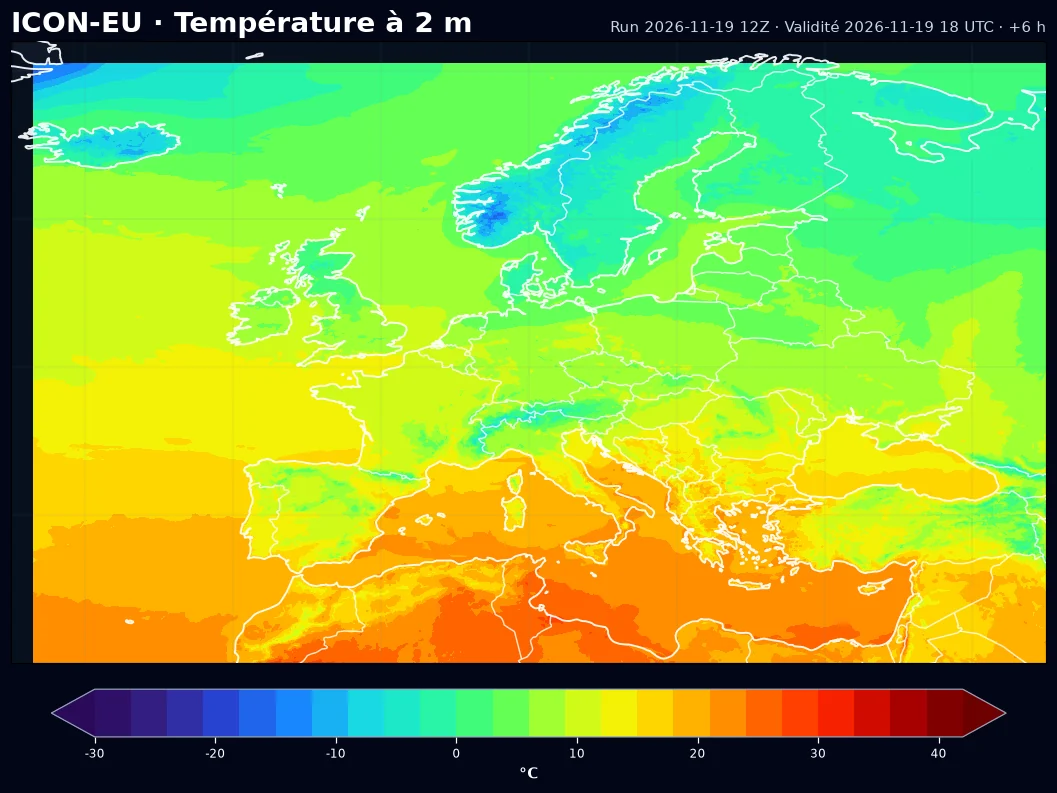 ICON-EU · Température à 2 m
Run 2026-11-19 12Z · Validité 2026-11-19 18 UTC · +6 h
-30 -20 -10 0 10 20 30 40
°C